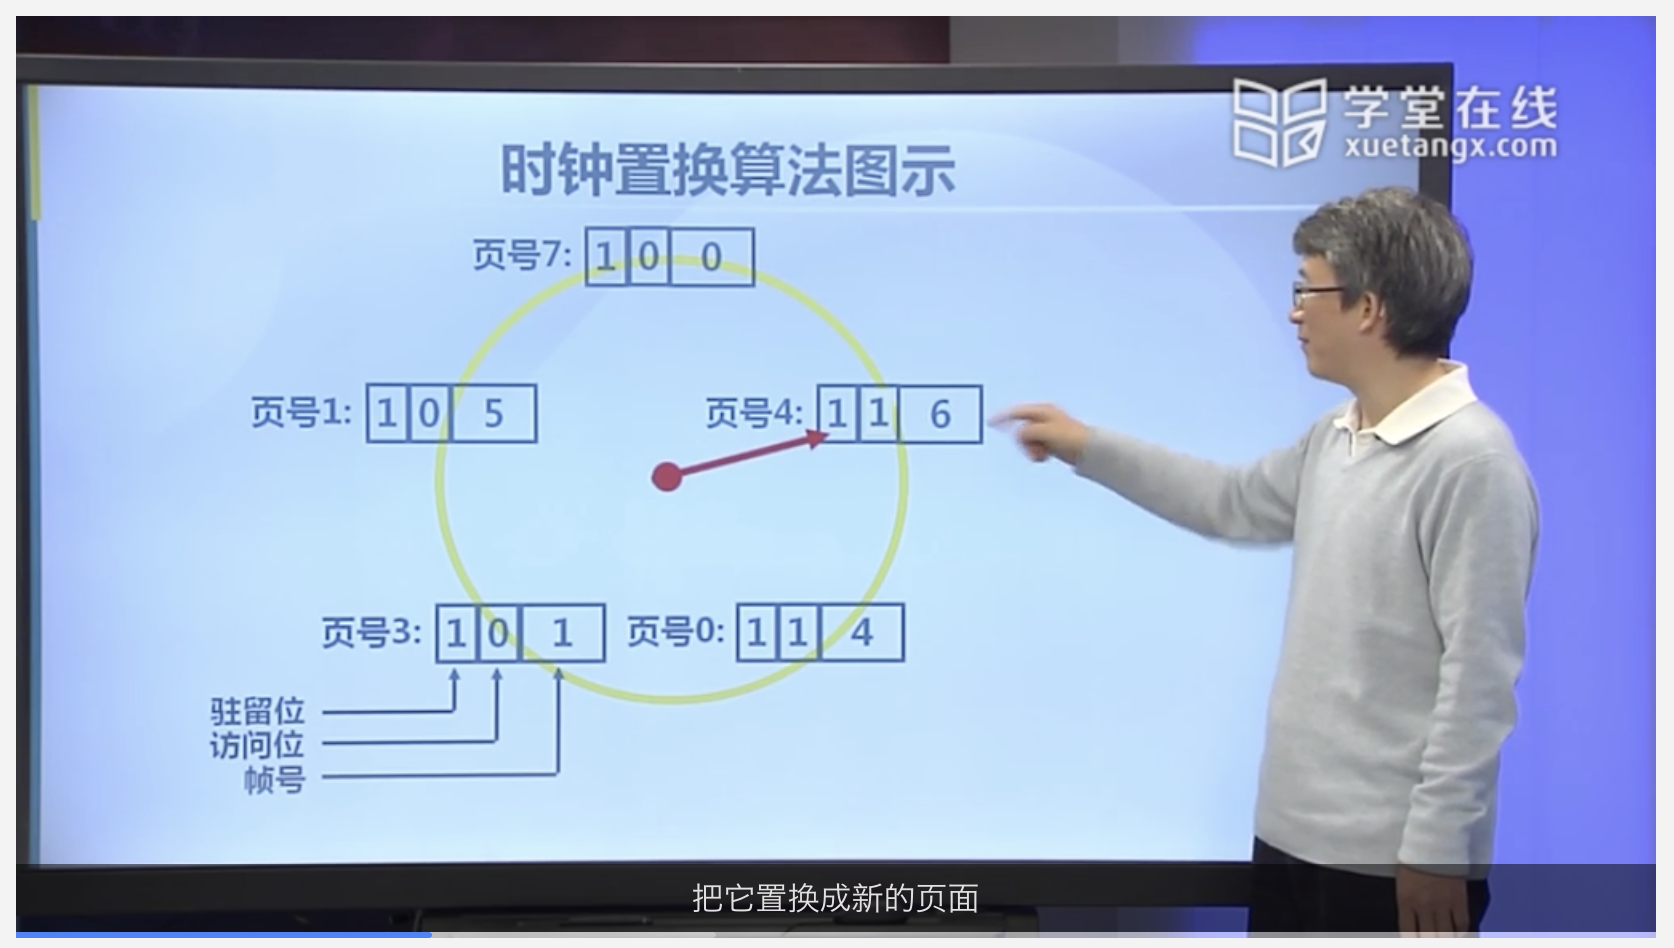 学堂在线
xuetangx.com
时钟置换算法图示
页号7: 1 0 0
页号1: 1 0 5
页号4: 1 1 6
页号3: 1 0 1
页号0: 1 1 4
驻留位
访问位
帧号
把它置换成新的页面